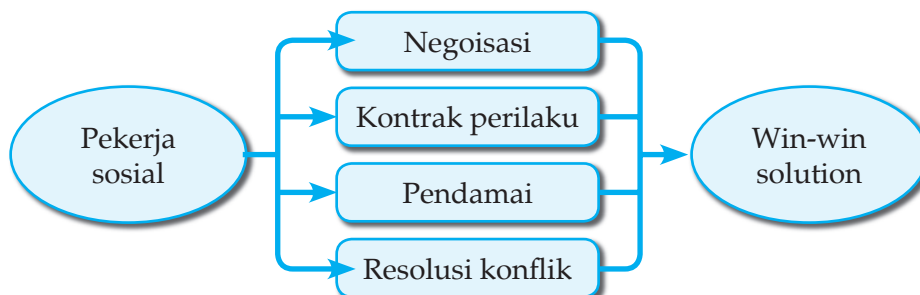 Pekerja
sosial
Negoisasi
Kontrak perilaku
Pendamai
Resolusi konflik
Win-win
solution